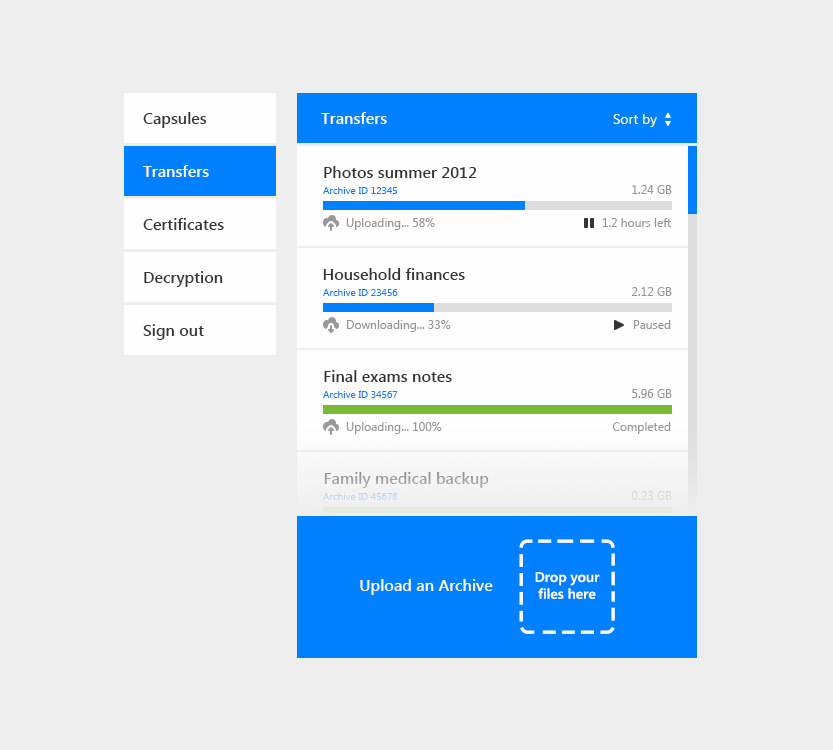 Capsules
Transfers
Certificates
Decryption
Sign out
Transfers
Sort by
Photos summer 2012
Archive ID 12345
1.24 GB
Uploading... 58%
1.2 hours left
Household finances
Archive ID 23456
2.12 GB
Downloading... 33%
Paused
Final exams notes
Archive ID 34567
5.96 GB
Uploading... 100%
Completed
Family medical backup
Archive ID 45678
0.23 GB
Upload an Archive
Drop your
files here